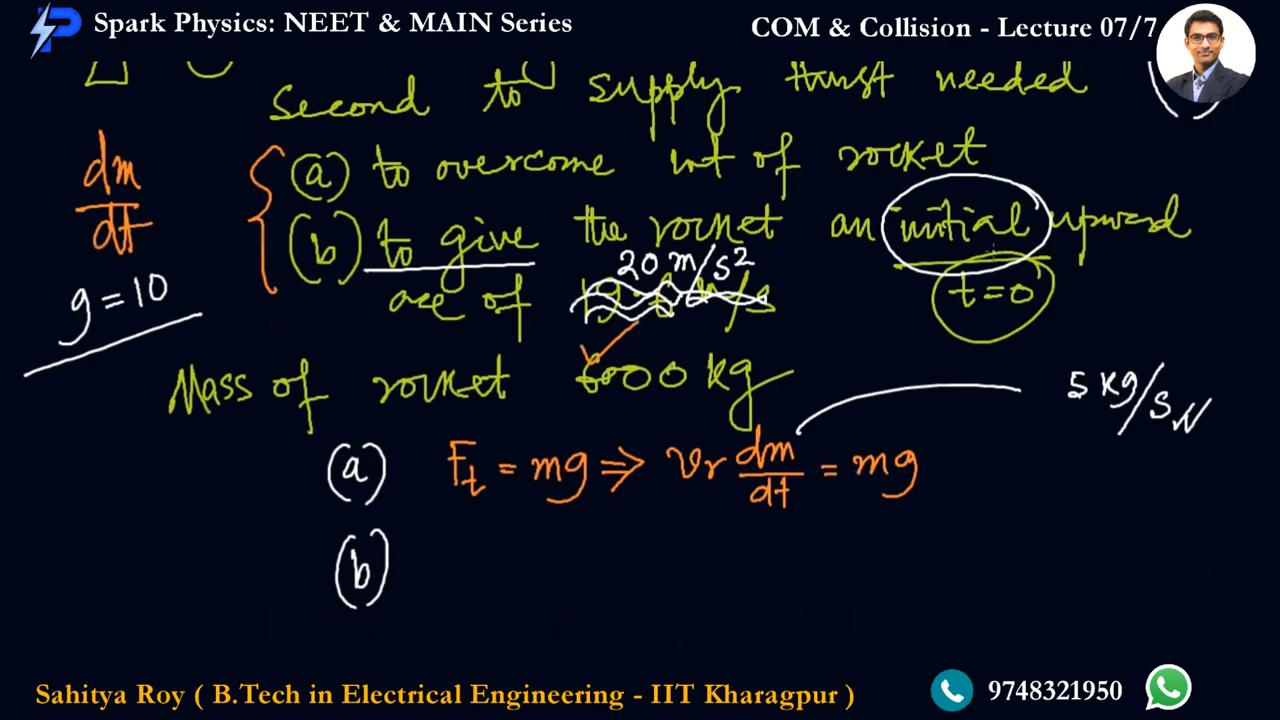 Spark Physics: NEET & MAIN Series
COM & Collision - Lecture 07/7
second to supply thrust needed
dm/dt
(a) to overcome wt of rocket
(b) to give the rocket an initial upward
20 m/s²
g = 10
acc of
t = 0
Mass of rocket 6000 kg
5 kg/s
(a) Ft = mg ⇒ vr dm/dt = mg
(b)
Sahitya Roy ( B.Tech in Electrical Engineering - IIT Kharagpur )
9748321950